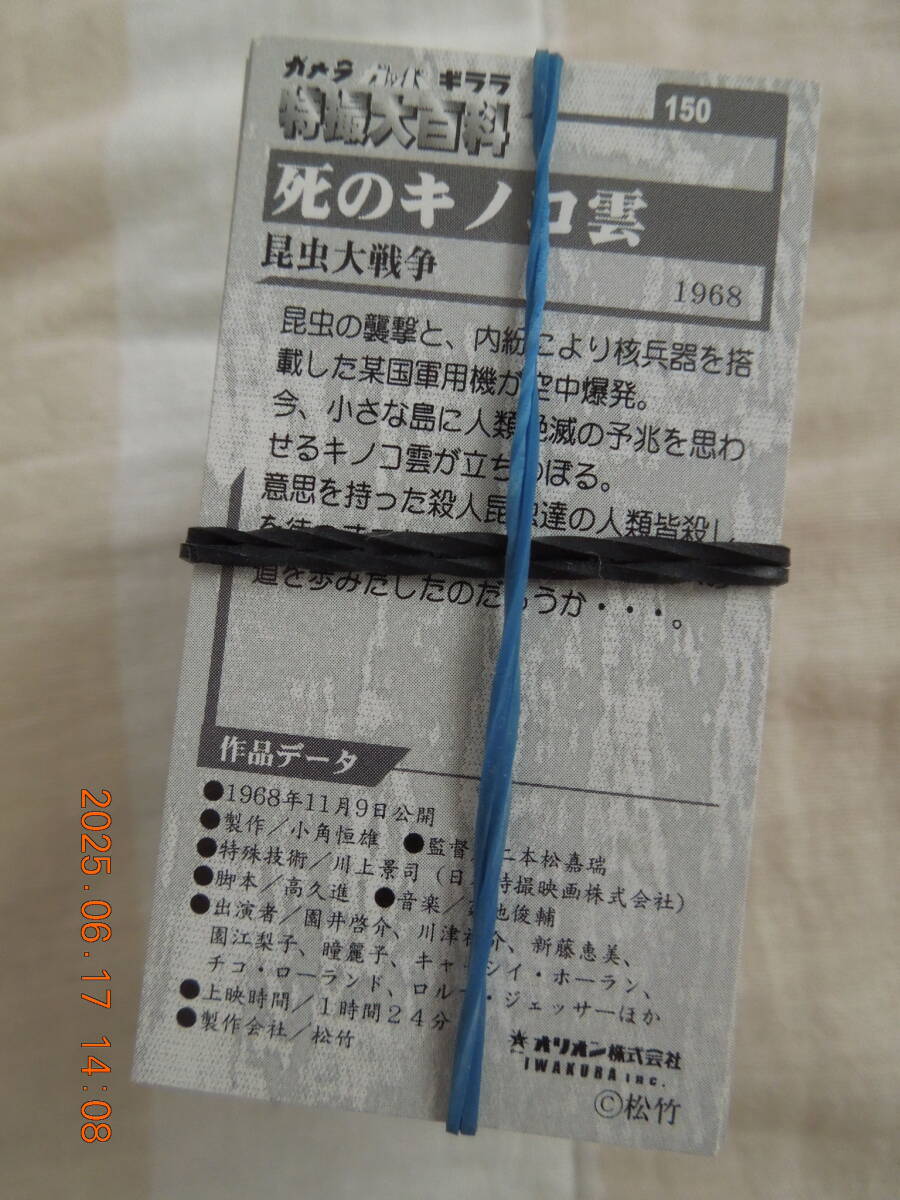 ガメラ ガレイド ギララ
特撮大百科
150
死のキノコ雲
昆虫大戦争
1968
昆虫の襲撃と、内紛により核兵器を搭
載した某国軍用機が空中爆発。
今、小さな島に人類絶滅の予兆を思わ
せるキノコ雲が立ちのぼる。
意思を持った殺人昆虫達の人類皆殺し
道を歩みだしたのだろうか・・・。
作品データ
●1968年11月9日公開
●製作／小角恒雄 ●監督／二本松嘉瑞
●特殊技術／川上景司（日 特撮映画株式会社）
●脚本／高久進 ●音楽／菊池俊輔
●出演者／園井啓介、川津祐介、新藤恵美、
園江梨子、瞳麗子、キャ シイ・ホーラン、
チコ・ローランド、ロルー・ジェッサーほか
●上映時間／1時間24分
●製作会社／松竹
オリオン株式会社
IWAKURA INC.
©松竹
2025.06.17 14:08